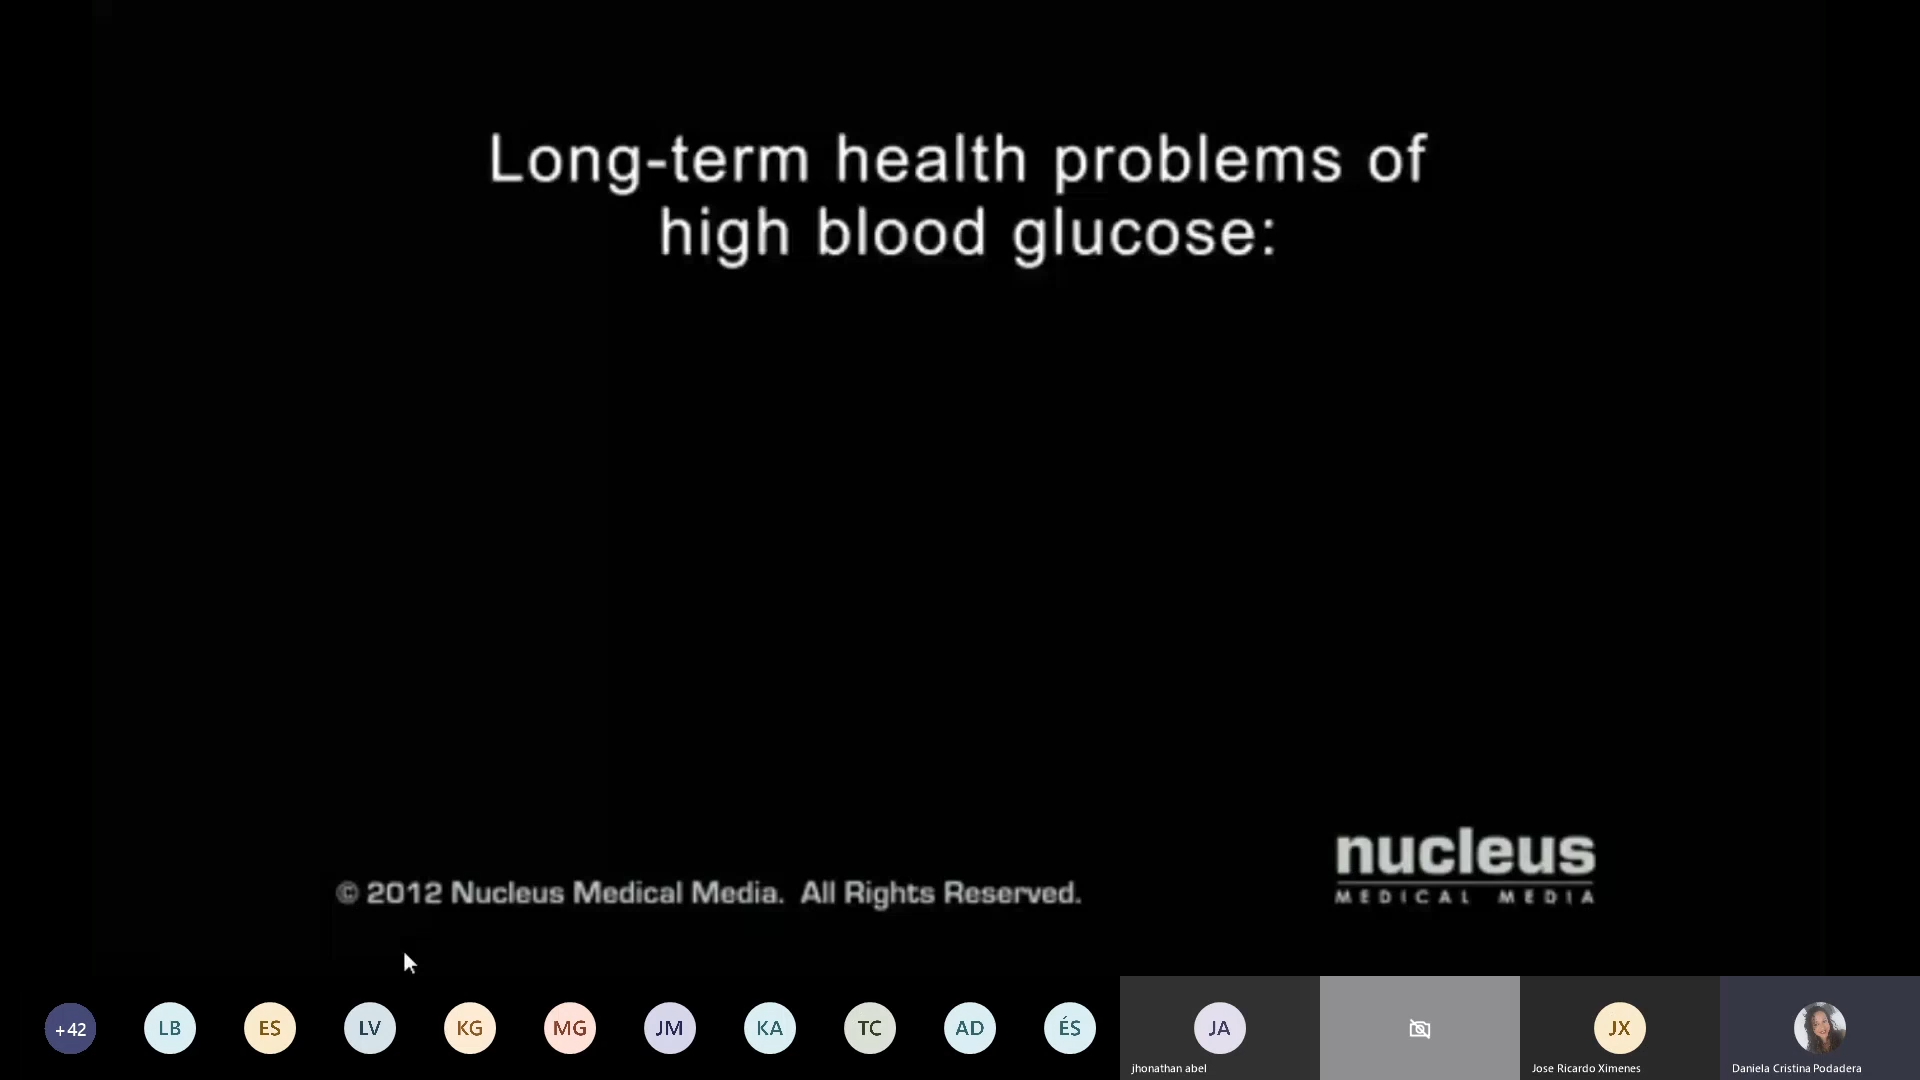 Long-term health problems of
high blood glucose:
nucleus
MEDICAL MEDIA
© 2012 Nucleus Medical Media. All Rights Reserved.
+42
LB
ES
LV
KG
MG
JM
KA
TC
AD
ÉS
JA
JX
jhonathan abel
Jose Ricardo Ximenes
Daniela Cristina Podadera